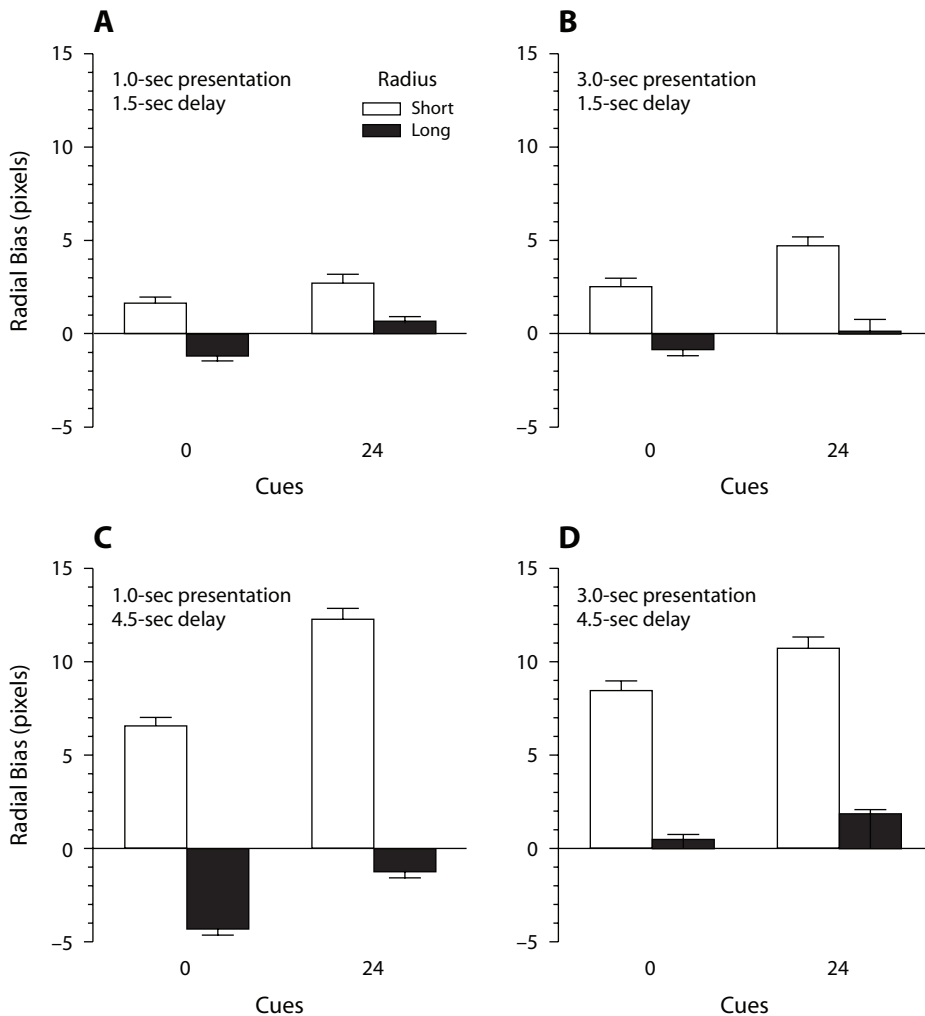 A
1.0-sec presentation
1.5-sec delay
Radius
Short
Long
15
10
5
0
–5
Radial Bias (pixels)
0
24
Cues
B
3.0-sec presentation
1.5-sec delay
15
10
5
0
–5
0
24
Cues
C
1.0-sec presentation
4.5-sec delay
15
10
5
0
–5
Radial Bias (pixels)
0
24
Cues
D
3.0-sec presentation
4.5-sec delay
15
10
5
0
–5
0
24
Cues